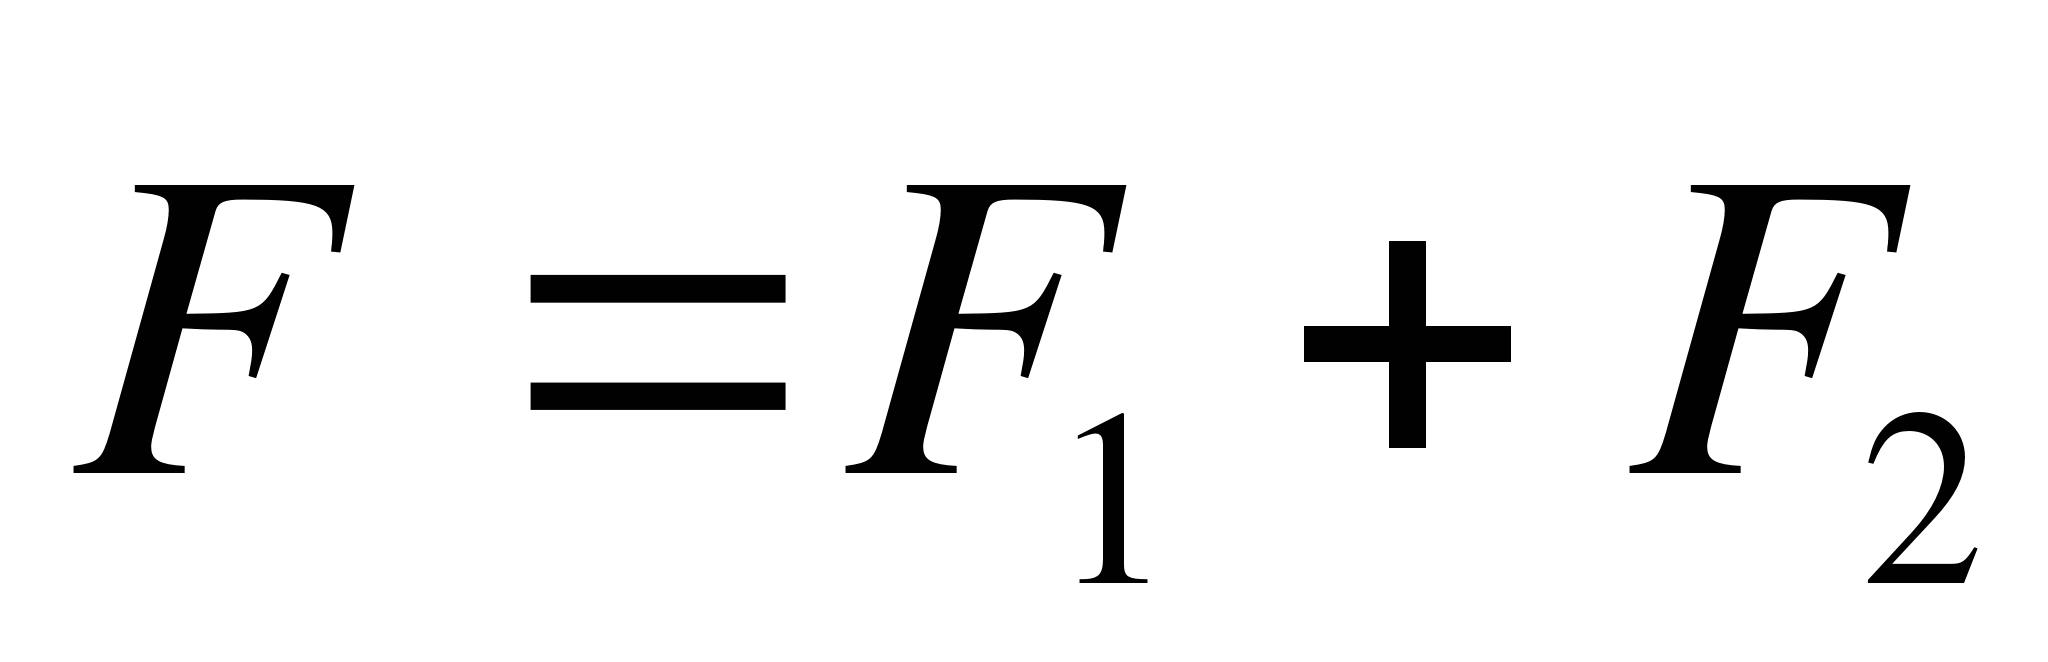 F = F₁ + F₂